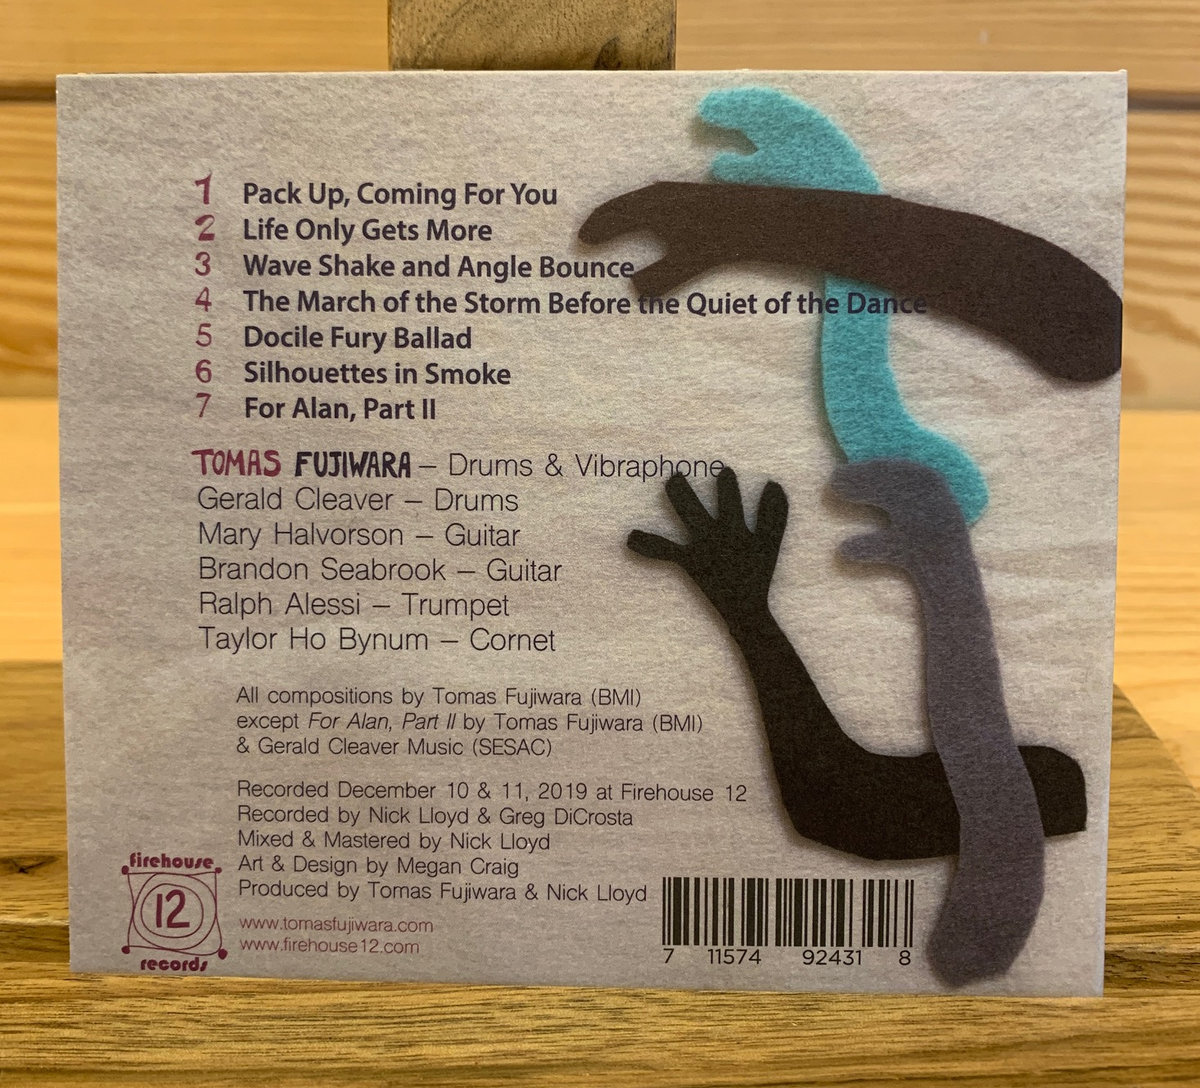 1 Pack Up, Coming For You
2 Life Only Gets More
3 Wave Shake and Angle Bounce
4 The March of the Storm Before the Quiet of the Dance
5 Docile Fury Ballad
6 Silhouettes in Smoke
7 For Alan, Part II
TOMAS FUJIWARA – Drums & Vibraphone
Gerald Cleaver – Drums
Mary Halvorson – Guitar
Brandon Seabrook – Guitar
Ralph Alessi – Trumpet
Taylor Ho Bynum – Cornet
All compositions by Tomas Fujiwara (BMI)
except For Alan, Part II by Tomas Fujiwara (BMI)
& Gerald Cleaver Music (SESAC)
Recorded December 10 & 11, 2019 at Firehouse 12
Recorded by Nick Lloyd & Greg DiCrosta
Mixed & Mastered by Nick Lloyd
Art & Design by Megan Craig
Produced by Tomas Fujiwara & Nick Lloyd
www.tomasfujiwara.com
www.firehouse12.com
firehouse
12
records
7 11574 92431 8